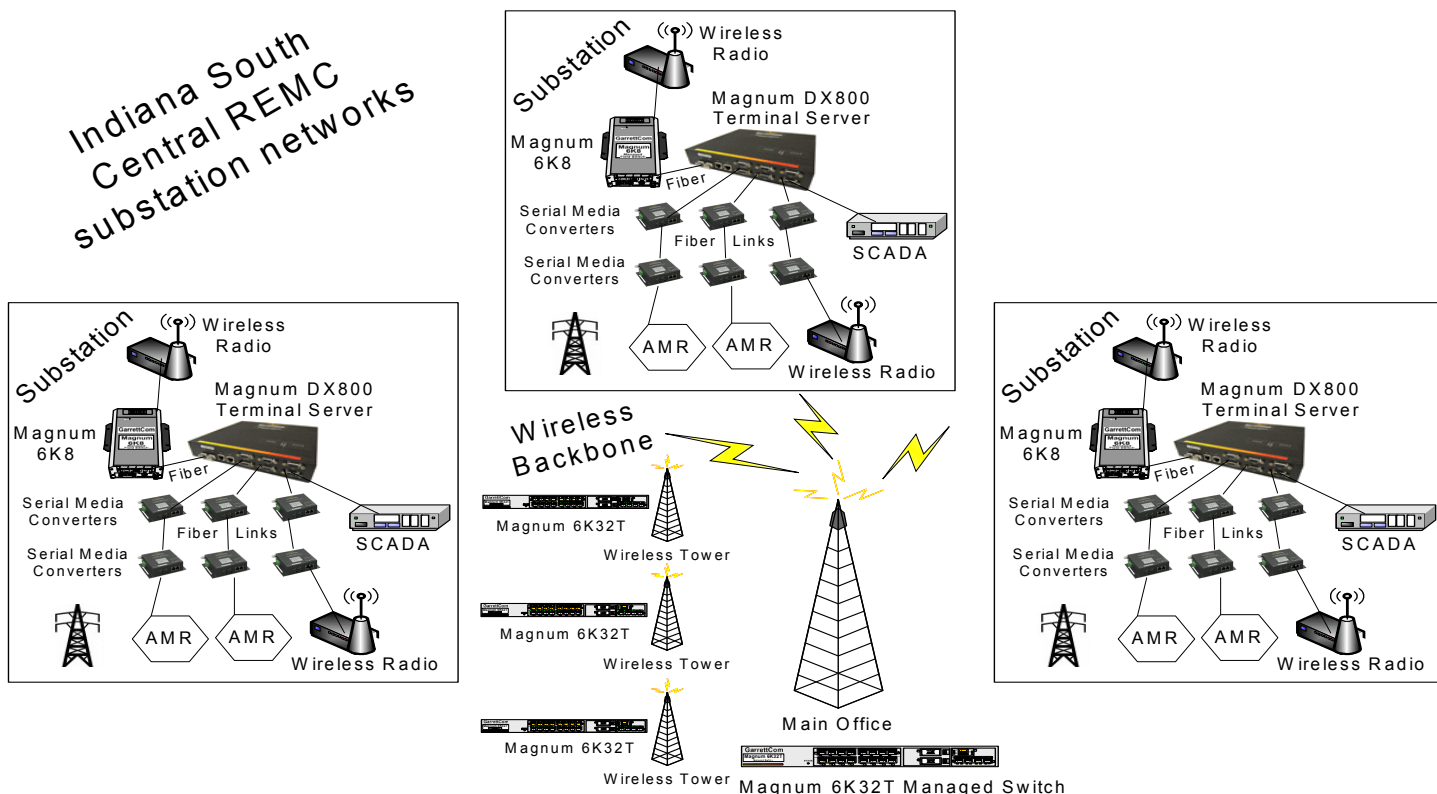 Indiana South
Central REMC
substation networks
Substation
Wireless
Radio
Magnum DX800
Terminal Server
Magnum
6K8
GarrettCom
Magnum
6K8
Fiber
Serial Media
Converters
Fiber Links
SCADA
Serial Media
Converters
AMR
AMR
Wireless Radio
Substation
Wireless
Radio
Magnum DX800
Terminal Server
Magnum
6K8
GarrettCom
Magnum
6K8
Fiber
Serial Media
Converters
Fiber Links
SCADA
Serial Media
Converters
AMR
AMR
Wireless Radio
Wireless
Backbone
Magnum 6K32T
Wireless Tower
Magnum 6K32T
Wireless Tower
GarrettCom
Magnum 6K32T
Wireless Tower
Main Office
GarrettCom
Magnum 6K32T
Magnum 6K32T Managed Switch
Substation
Wireless
Radio
Magnum DX800
Terminal Server
Magnum
6K8
GarrettCom
Magnum
6K8
Fiber
Serial Media
Converters
Fiber Links
SCADA
Serial Media
Converters
AMR
AMR
Wireless Radio